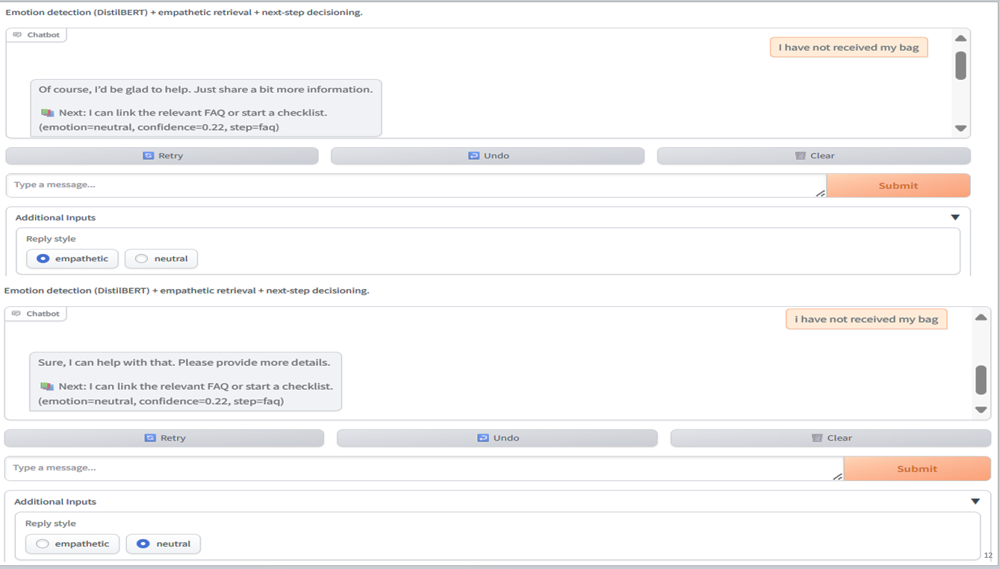 Emotion detection (DistilBERT) + empathetic retrieval + next-step decisioning.
Chatbot
I have not received my bag
Of course, I'd be glad to help. Just share a bit more information.
Next: I can link the relevant FAQ or start a checklist.
(emotion=neutral, confidence=0.22, step=faq)
Retry
Undo
Clear
Type a message...
Submit
Additional Inputs
Reply style
empathetic
neutral
Emotion detection (DistilBERT) + empathetic retrieval + next-step decisioning.
Chatbot
i have not received my bag
Sure, I can help with that. Please provide more details.
Next: I can link the relevant FAQ or start a checklist.
(emotion=neutral, confidence=0.22, step=faq)
Retry
Undo
Clear
Type a message...
Submit
Additional Inputs
Reply style
empathetic
neutral
12